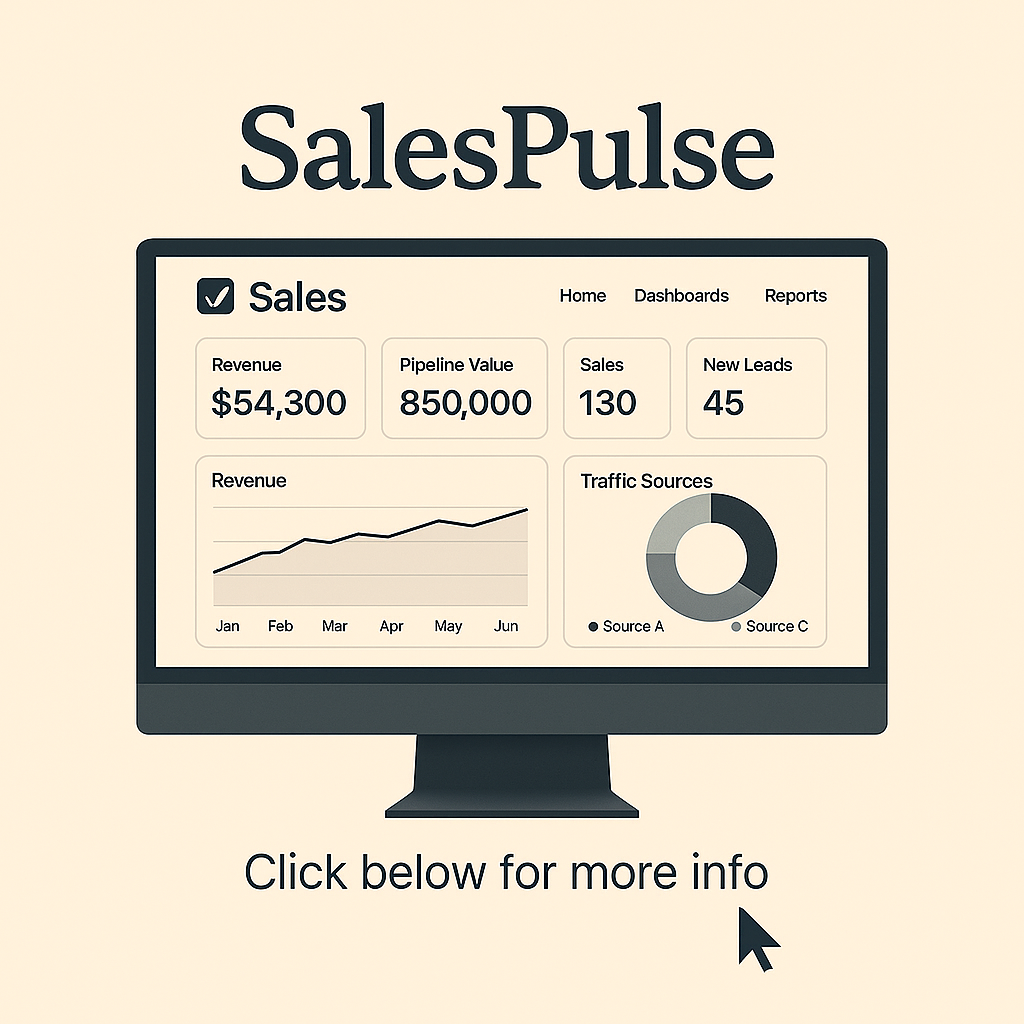 SalesPulse
Sales
Home Dashboards Reports
Revenue
$54,300
Pipeline Value
850,000
Sales
130
New Leads
45
Revenue
Jan Feb Mar Apr May Jun
Traffic Sources
Source A Source C
Click below for more info